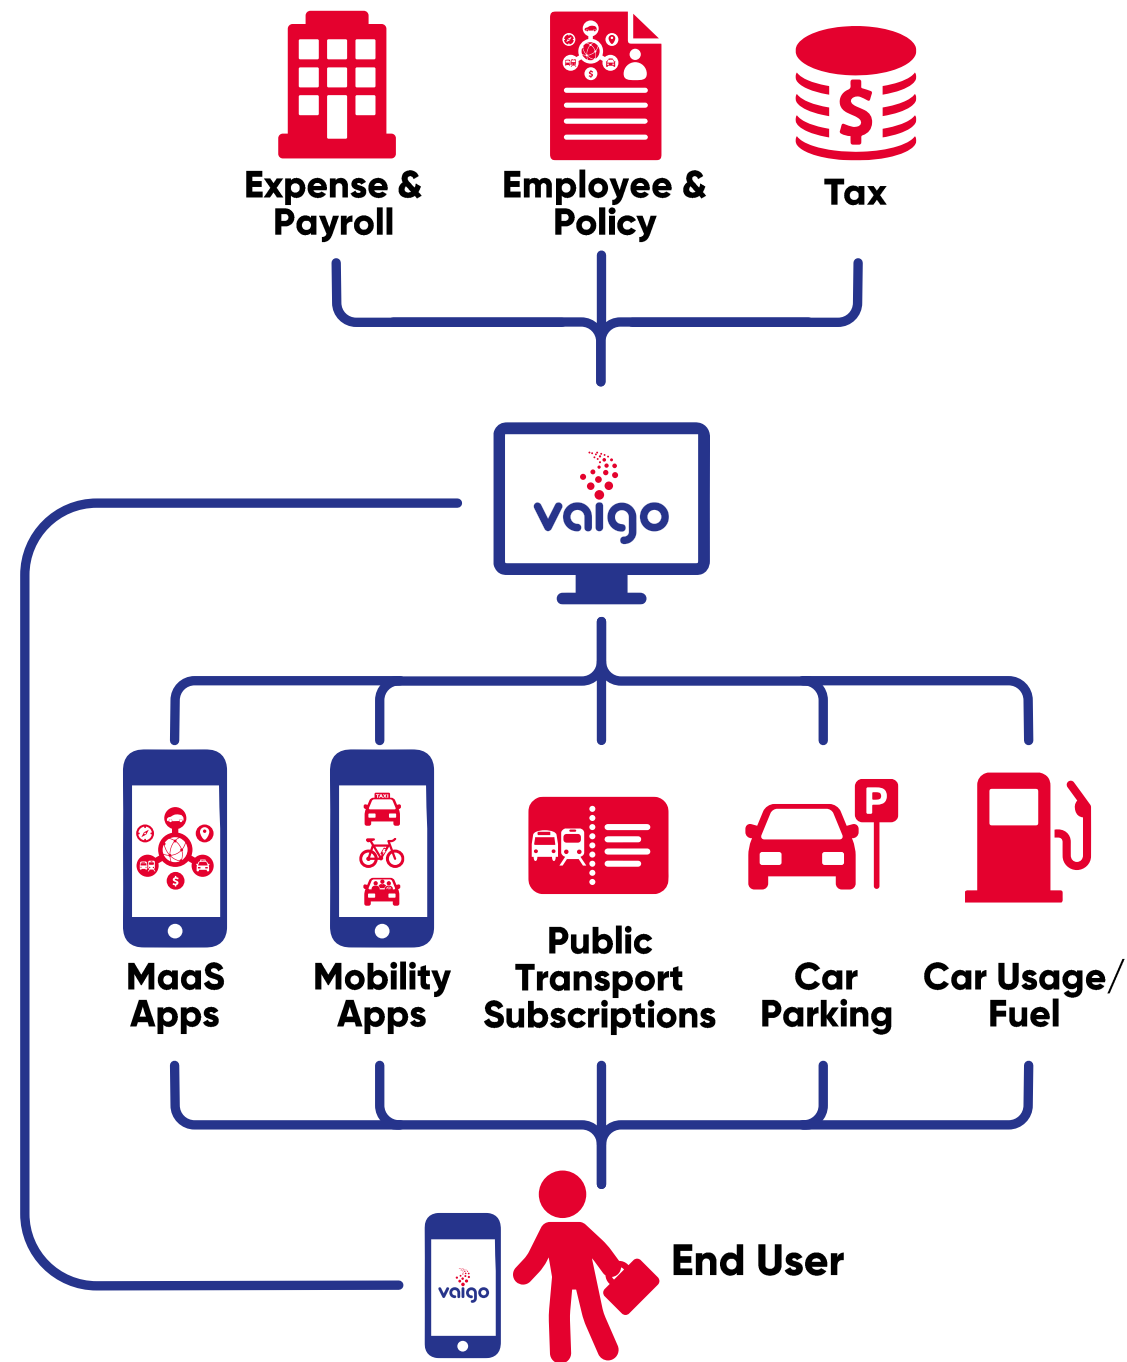 $
Expense &
Payroll
Employee &
Policy
$
Tax
vaigo
TAXI
$
P
MaaS
Apps
Mobility
Apps
Public
Transport
Subscriptions
Car
Parking
Car Usage/
Fuel
vaigo
End User